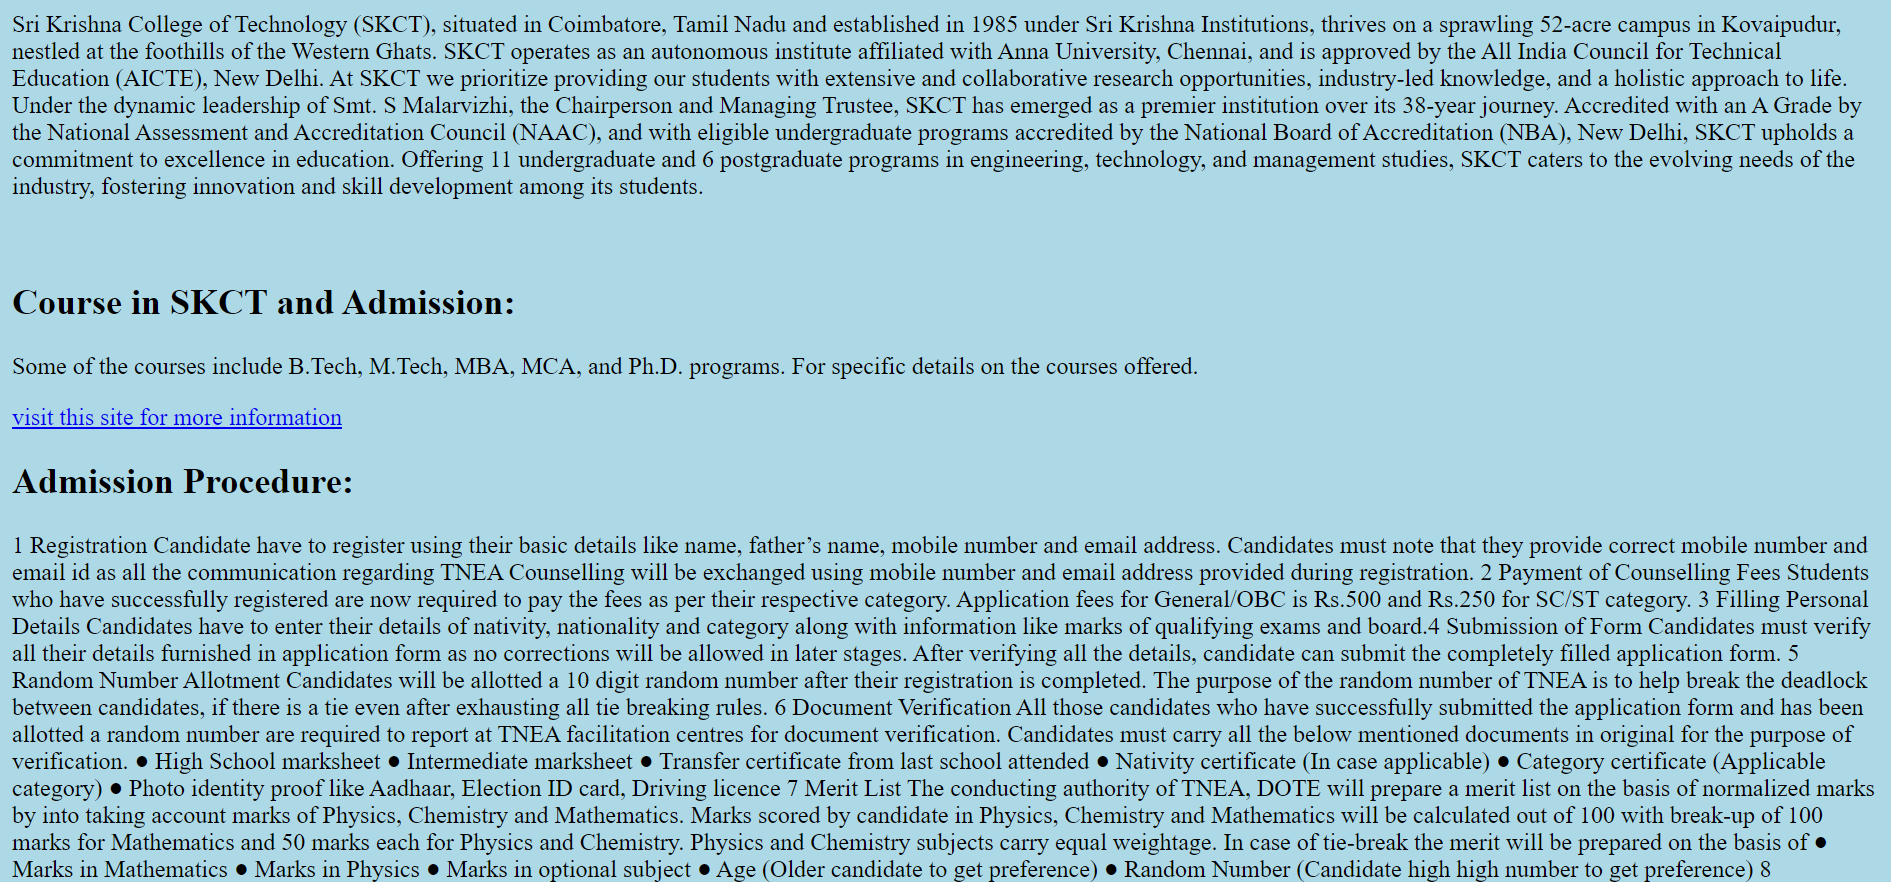 Sri Krishna College of Technology (SKCT), situated in Coimbatore, Tamil Nadu and established in 1985 under Sri Krishna Institutions, thrives on a sprawling 52-acre campus in Kovaipudur,
nestled at the foothills of the Western Ghats. SKCT operates as an autonomous institute affiliated with Anna University, Chennai, and is approved by the All India Council for Technical
Education (AICTE), New Delhi. At SKCT we prioritize providing our students with extensive and collaborative research opportunities, industry-led knowledge, and a holistic approach to life.
Under the dynamic leadership of Smt. S Malarvizhi, the Chairperson and Managing Trustee, SKCT has emerged as a premier institution over its 38-year journey. Accredited with an A Grade by
the National Assessment and Accreditation Council (NAAC), and with eligible undergraduate programs accredited by the National Board of Accreditation (NBA), New Delhi, SKCT upholds a
commitment to excellence in education. Offering 11 undergraduate and 6 postgraduate programs in engineering, technology, and management studies, SKCT caters to the evolving needs of the
industry, fostering innovation and skill development among its students.
Course in SKCT and Admission:
Some of the courses include B.Tech, M.Tech, MBA, MCA, and Ph.D. programs. For specific details on the courses offered.
visit this site for more information
Admission Procedure:
1 Registration Candidate have to register using their basic details like name, father’s name, mobile number and email address. Candidates must note that they provide correct mobile number and
email id as all the communication regarding TNEA Counselling will be exchanged using mobile number and email address provided during registration. 2 Payment of Counselling Fees Students
who have successfully registered are now required to pay the fees as per their respective category. Application fees for General/OBC is Rs.500 and Rs.250 for SC/ST category. 3 Filling Personal
Details Candidates have to enter their details of nativity, nationality and category along with information like marks of qualifying exams and board.4 Submission of Form Candidates must verify
all their details furnished in application form as no corrections will be allowed in later stages. After verifying all the details, candidate can submit the completely filled application form. 5
Random Number Allotment Candidates will be allotted a 10 digit random number after their registration is completed. The purpose of the random number of TNEA is to help break the deadlock
between candidates, if there is a tie even after exhausting all tie breaking rules. 6 Document Verification All those candidates who have successfully submitted the application form and has been
allotted a random number are required to report at TNEA facilitation centres for document verification. Candidates must carry all the below mentioned documents in original for the purpose of
verification. ● High School marksheet ● Intermediate marksheet ● Transfer certificate from last school attended ● Nativity certificate (In case applicable) ● Category certificate (Applicable
category) ● Photo identity proof like Aadhaar, Election ID card, Driving licence 7 Merit List The conducting authority of TNEA, DOTE will prepare a merit list on the basis of normalized marks
by into taking account marks of Physics, Chemistry and Mathematics. Marks scored by candidate in Physics, Chemistry and Mathematics will be calculated out of 100 with break-up of 100
marks for Mathematics and 50 marks each for Physics and Chemistry. Physics and Chemistry subjects carry equal weightage. In case of tie-break the merit will be prepared on the basis of ●
Marks in Mathematics ● Marks in Physics ● Marks in optional subject ● Age (Older candidate to get preference) ● Random Number (Candidate high high number to get preference) 8